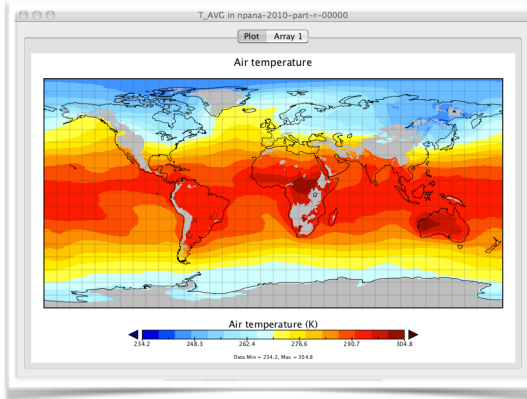 T_AVG in npana-2010-part-r-00000
Plot Array 1
Air temperature
Air temperature (K)
234.2 248.3 262.4 276.6 290.7 304.8
Data Min = 234.2, Max = 304.8